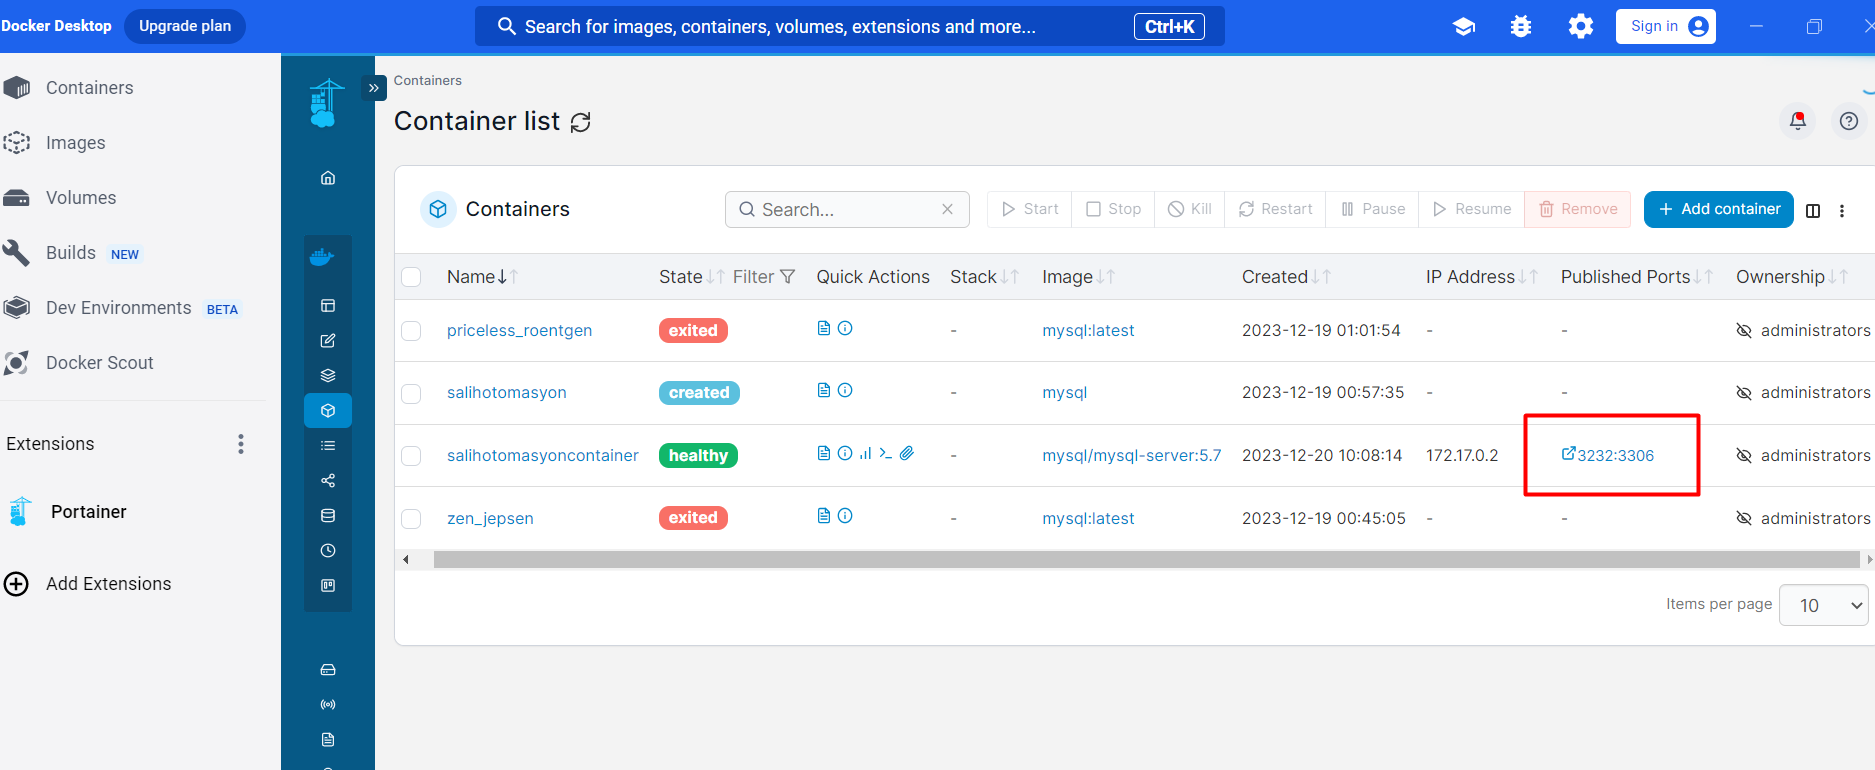 Docker Desktop Upgrade plan Search for images, containers, volumes, extensions and more... Ctrl+K Sign in
Containers
Images
Volumes
Builds NEW
Dev Environments BETA
Docker Scout
Extensions
Portainer
Add Extensions
Containers
Container list
Containers Search... Start Stop Kill Restart Pause Resume Remove + Add container
Name State Filter Quick Actions Stack Image Created IP Address Published Ports Ownership
priceless_roentgen exited - mysql:latest 2023-12-19 01:01:54 - - administrators
salihotomasyon created - mysql 2023-12-19 00:57:35 - - administrators
salihotomasyoncontainer healthy - mysql/mysql-server:5.7 2023-12-20 10:08:14 172.17.0.2 3232:3306 administrators
zen_jepsen exited - mysql:latest 2023-12-19 00:45:05 - - administrators
Items per page 10